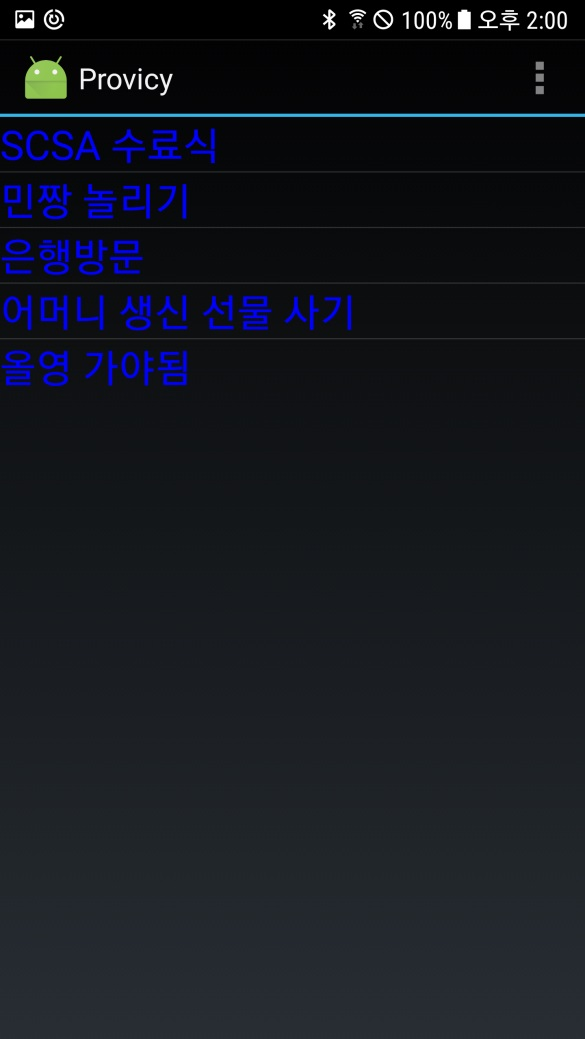 100% 오후 2:00
Provicy
SCSA 수료식
민짱 놀리기
은행방문
어머니 생신 선물 사기
올영 가야됨